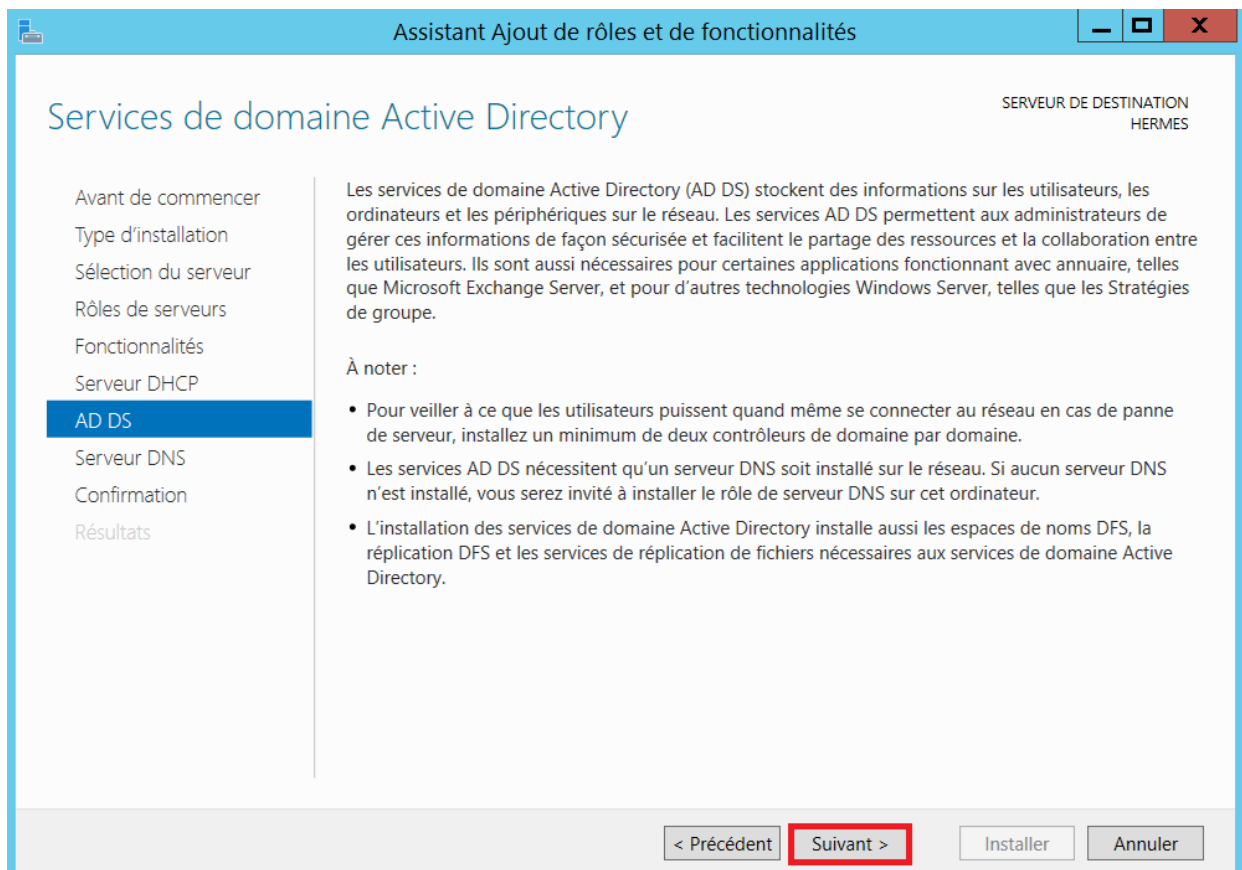 Assistant Ajout de rôles et de fonctionnalités
X
Services de domaine Active Directory
SERVEUR DE DESTINATION
HERMES
Avant de commencer
Type d'installation
Sélection du serveur
Rôles de serveurs
Fonctionnalités
Serveur DHCP
AD DS
Serveur DNS
Confirmation
Résultats
Les services de domaine Active Directory (AD DS) stockent des informations sur les utilisateurs, les
ordinateurs et les périphériques sur le réseau. Les services AD DS permettent aux administrateurs de
gérer ces informations de façon sécurisée et facilitent le partage des ressources et la collaboration entre
les utilisateurs. Ils sont aussi nécessaires pour certaines applications fonctionnant avec annuaire, telles
que Microsoft Exchange Server, et pour d'autres technologies Windows Server, telles que les Stratégies
de groupe.
À noter :
• Pour veiller à ce que les utilisateurs puissent quand même se connecter au réseau en cas de panne
de serveur, installez un minimum de deux contrôleurs de domaine par domaine.
• Les services AD DS nécessitent qu'un serveur DNS soit installé sur le réseau. Si aucun serveur DNS
n'est installé, vous serez invité à installer le rôle de serveur DNS sur cet ordinateur.
• L'installation des services de domaine Active Directory installe aussi les espaces de noms DFS, la
réplication DFS et les services de réplication de fichiers nécessaires aux services de domaine Active
Directory.
< Précédent
Suivant >
Installer
Annuler